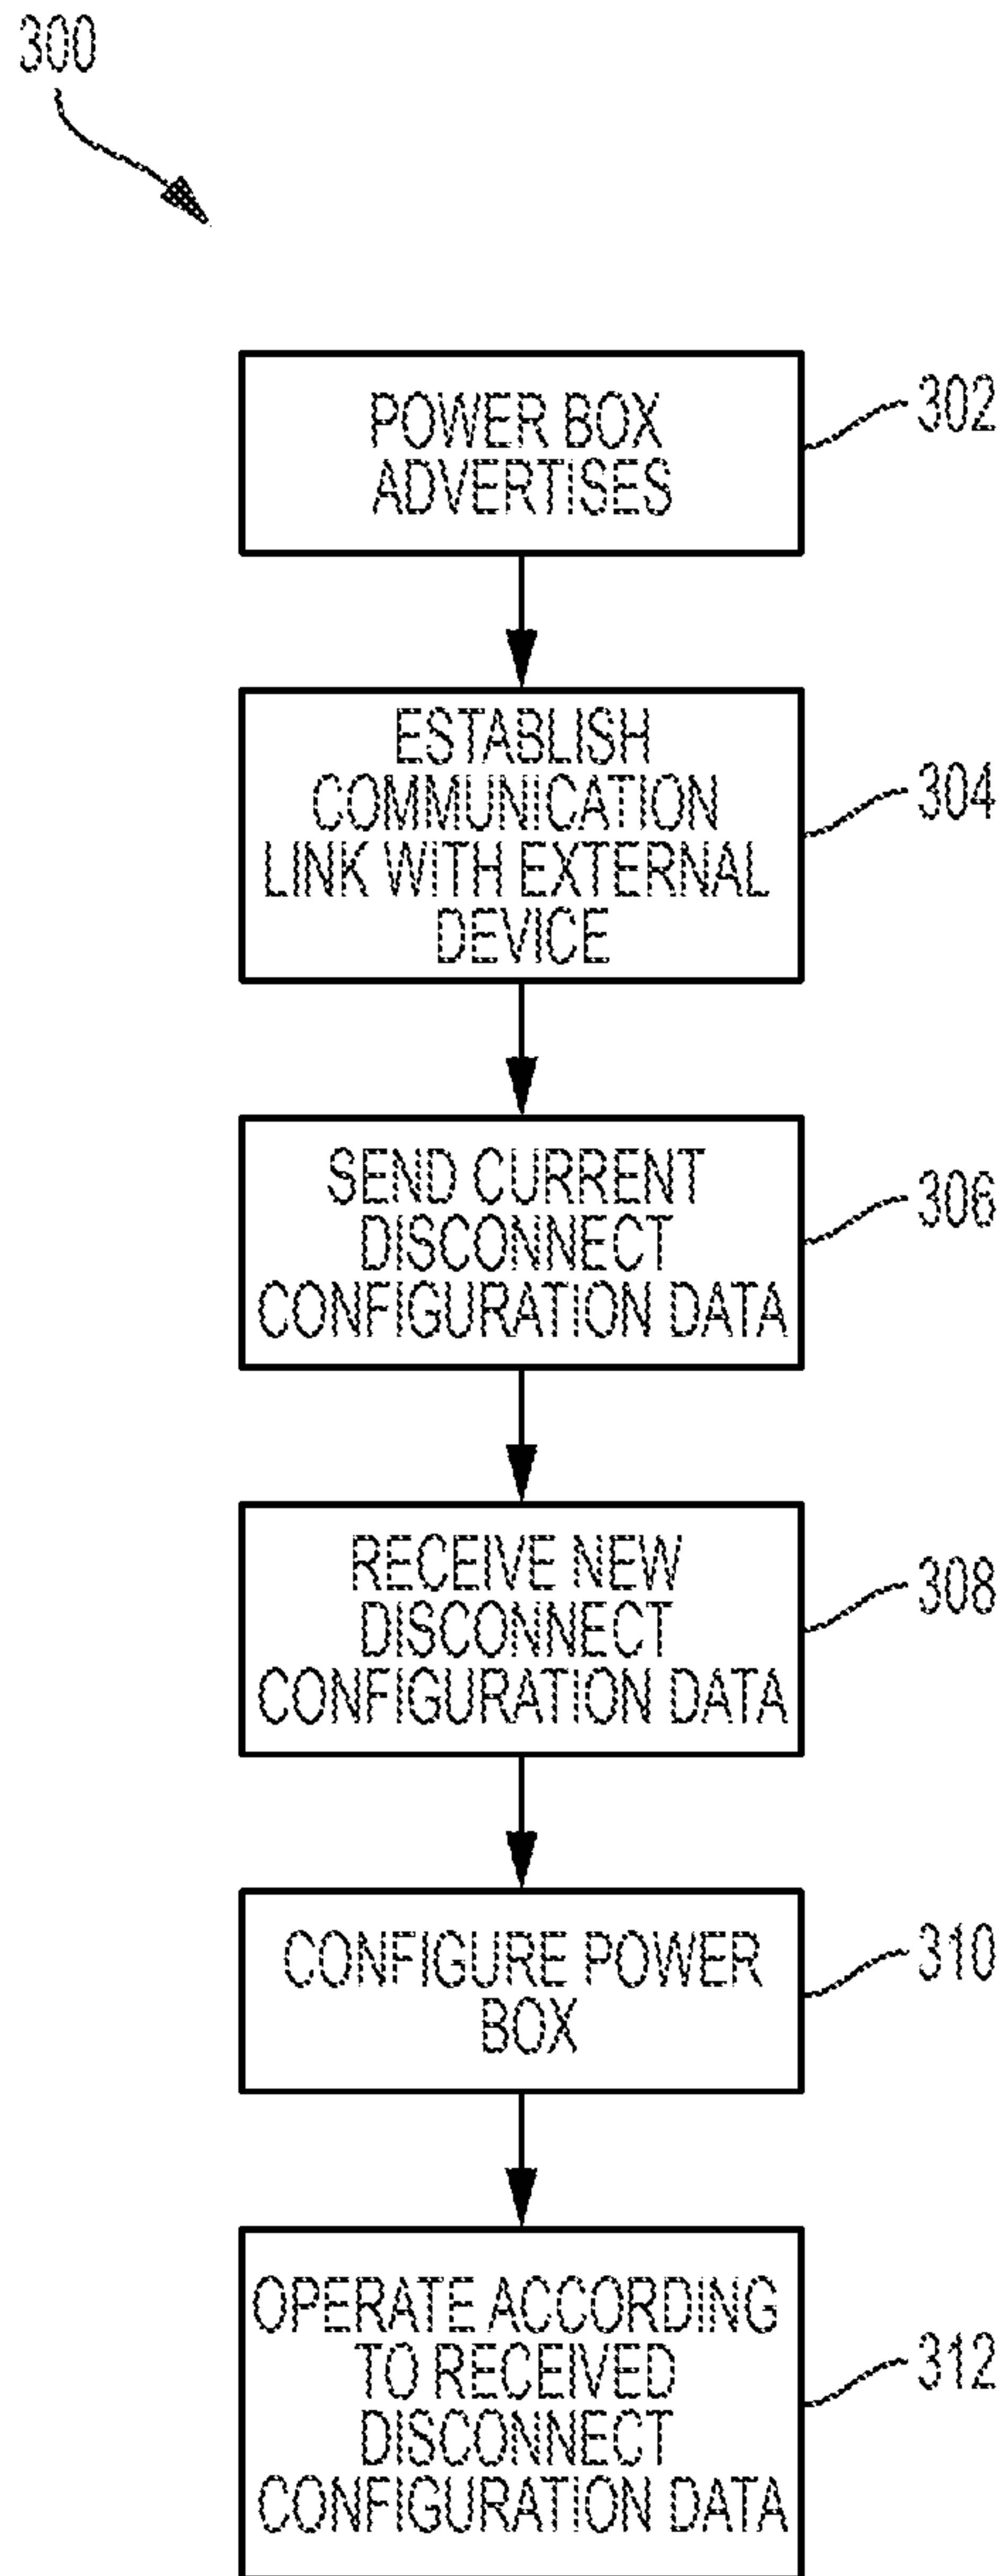 300
POWER BOX
ADVERTISES
302
ESTABLISH
COMMUNICATION
LINK WITH EXTERNAL
DEVICE
304
SEND CURRENT
DISCONNECT
CONFIGURATION DATA
306
RECEIVE NEW
DISCONNECT
CONFIGURATION DATA
308
CONFIGURE POWER
BOX
310
OPERATE ACCORDING
TO RECEIVED
DISCONNECT
CONFIGURATION DATA
312